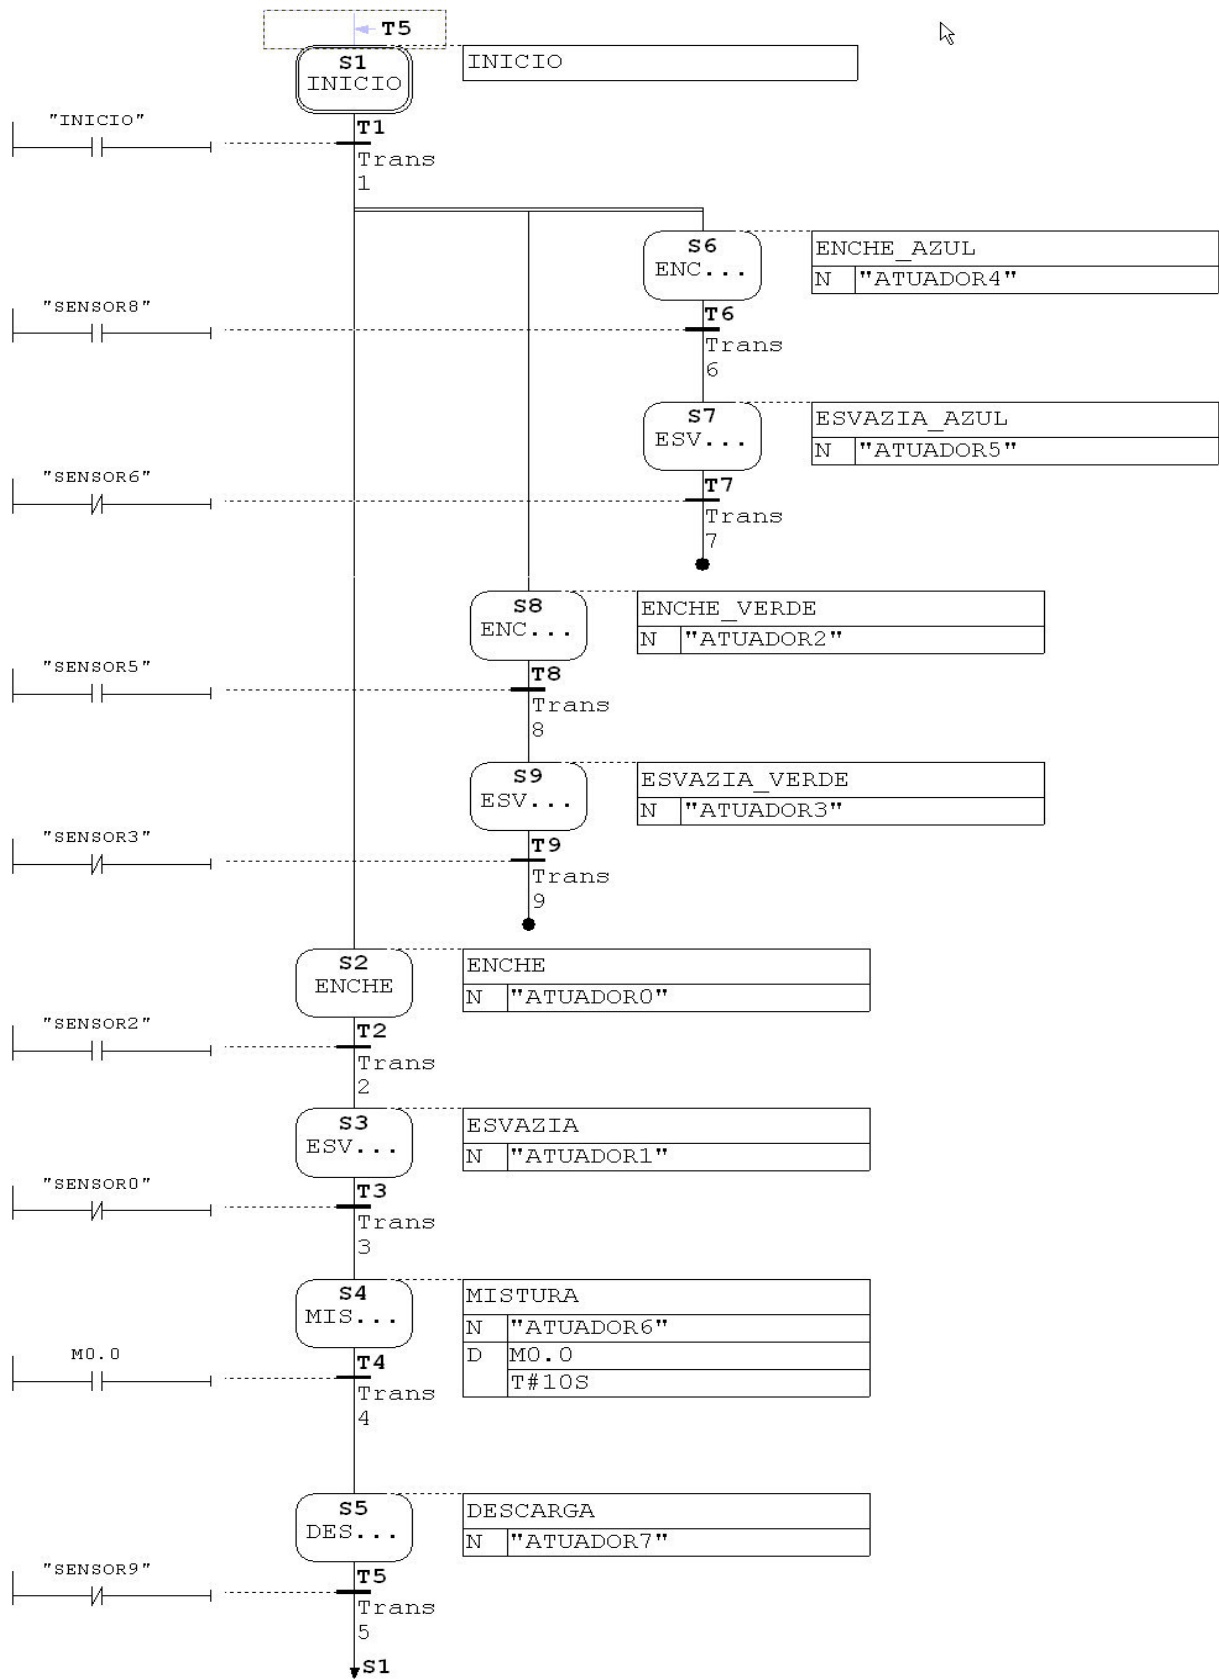 T5
S1
INICIO
INICIO
"INICIO"
T1
Trans
1
S6
ENC...
ENCHE_AZUL
N "ATUADOR4"
"SENSOR8"
T6
Trans
6
S7
ESV...
ESVAZIA_AZUL
N "ATUADOR5"
"SENSOR6"
T7
Trans
7
S8
ENC...
ENCHE_VERDE
N "ATUADOR2"
"SENSOR5"
T8
Trans
8
S9
ESV...
ESVAZIA_VERDE
N "ATUADOR3"
"SENSOR3"
T9
Trans
9
S2
ENCHE
ENCHE
N "ATUADOR0"
"SENSOR2"
T2
Trans
2
S3
ESV...
ESVAZIA
N "ATUADOR1"
"SENSOR0"
T3
Trans
3
S4
MIS...
MISTURA
N "ATUADOR6"
D M0.0
T#10S
M0.0
T4
Trans
4
S5
DES...
DESCARGA
N "ATUADOR7"
"SENSOR9"
T5
Trans
5
S1